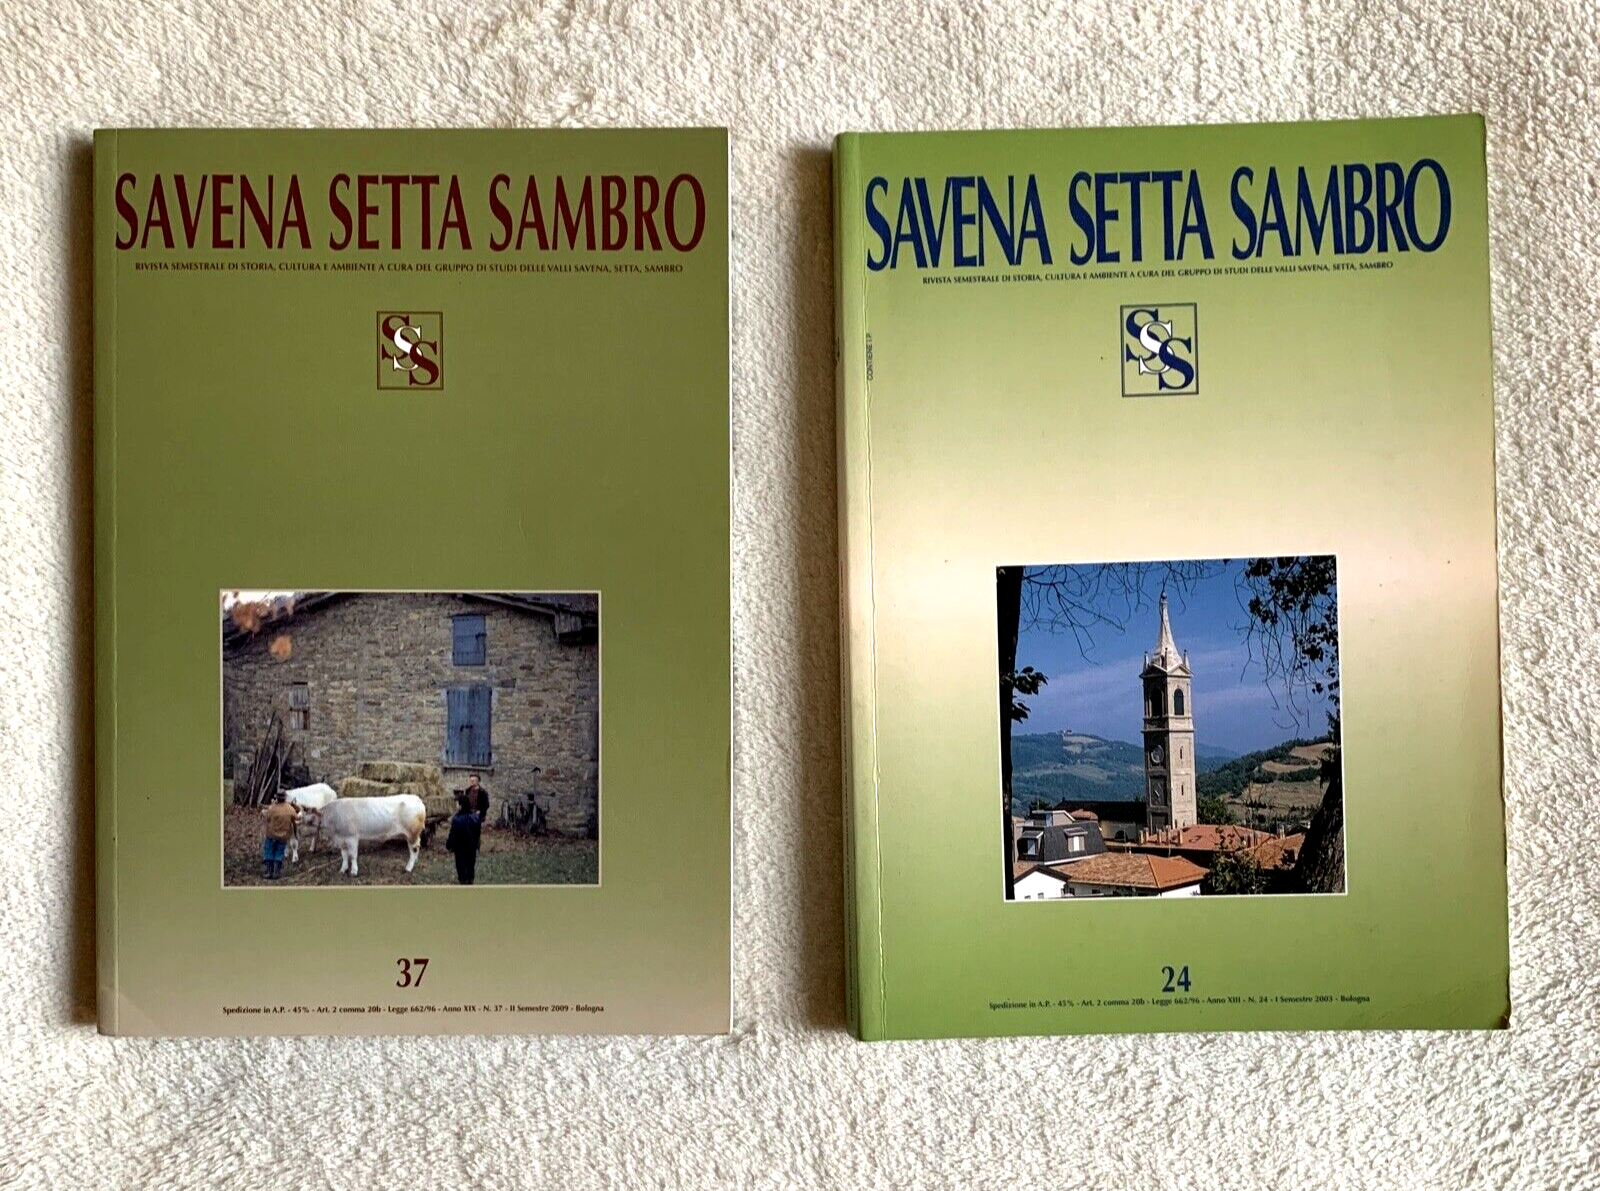 SAVENA SETTA SAMBRO
RIVISTA SEMESTRALE DI STORIA, CULTURA E AMBIENTE A CURA DEL GRUPPO DI STUDI DELLE VALLI SAVENA, SETTA, SAMBRO
SSS
37
Spedizione in A.P. - 45% - Art. 2 comma 20b - Legge 662/96 - Anno XIX - N. 37 - II Semestre 2009 - Bologna
SAVENA SETTA SAMBRO
RIVISTA SEMESTRALE DI STORIA, CULTURA E AMBIENTE A CURA DEL GRUPPO DI STUDI DELLE VALLI SAVENA, SETTA, SAMBRO
CONTIENE I.P.
SSS
24
Spedizione in A.P. - 45% - Art. 2 comma 20b - Legge 662/96 - Anno XIII - N. 24 - I Semestre 2003 - Bologna